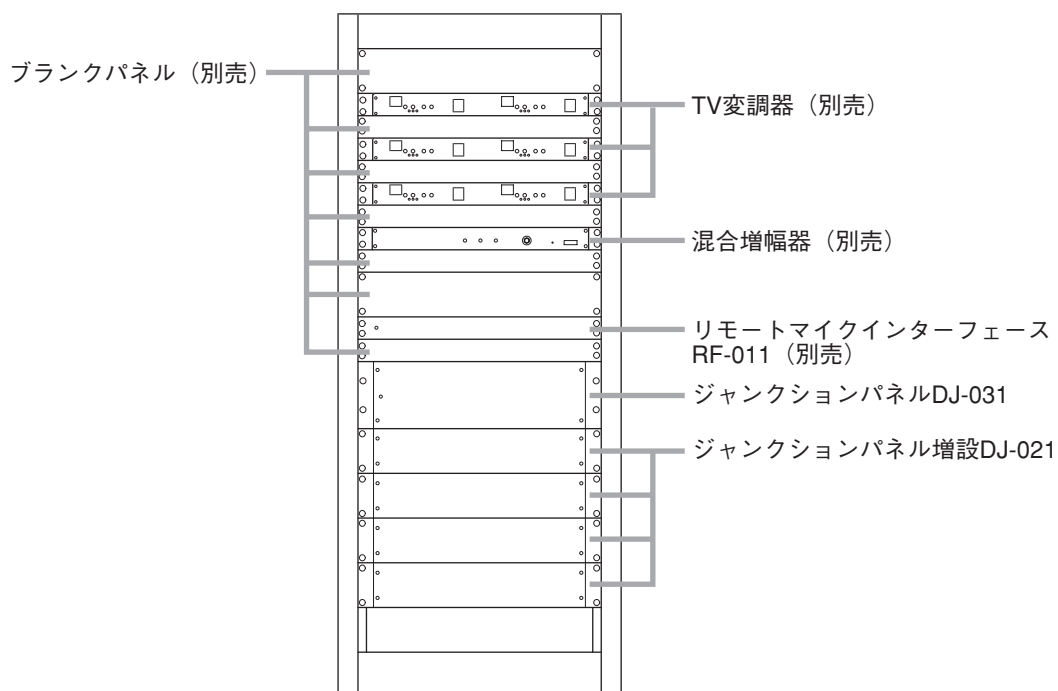 ブランクパネル（別売）
TV変調器（別売）
混合増幅器（別売）
リモートマイクインターフェース
RF-011（別売）
ジャンクションパネルDJ-031
ジャンクションパネル増設DJ-021